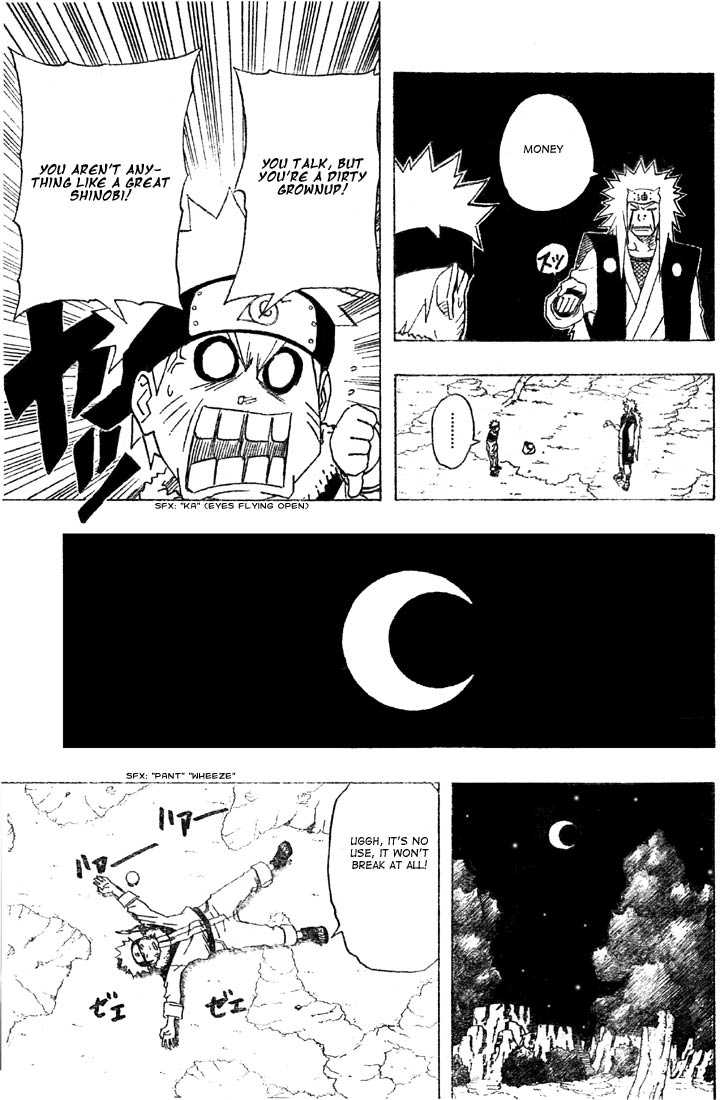 MONEY
スッ
..........
YOU TALK, BUT
YOU'RE A DIRTY
GROWNUP!
YOU AREN'T ANY-
THING LIKE A GREAT
SHINOBI!
カッ
SFX: "KA" (EYES FLYING OPEN)
SFX: "PANT" "WHEEZE"
UGGH, IT'S NO
USE, IT WON'T
BREAK AT ALL!
ハァー
ハァー
ゼェ
ゼェ